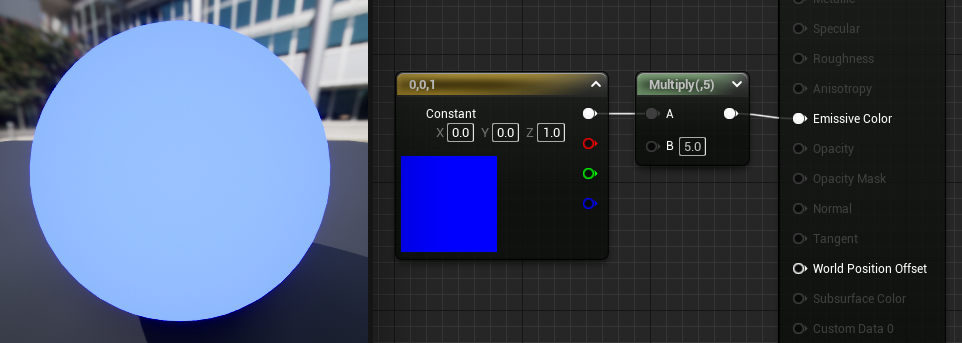 Metallic
Specular
Roughness
Anisotropy
Emissive Color
Opacity
Opacity Mask
Normal
Tangent
World Position Offset
Subsurface Color
Custom Data 0
0,0,1
Constant
X 0.0 Y 0.0 Z 1.0
Multiply(,5)
A
B 5.0